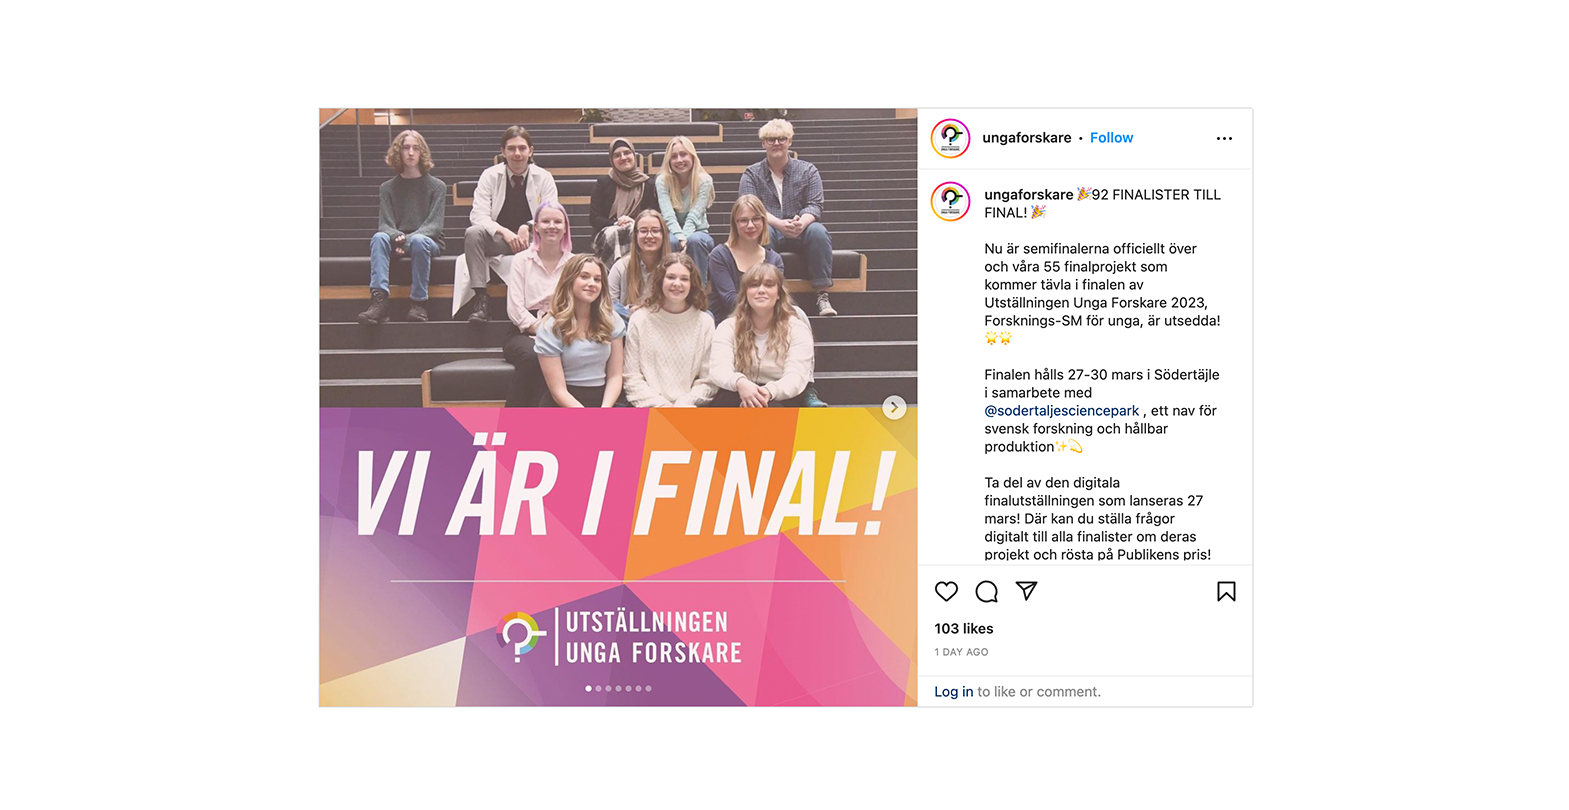 VI ÄR I FINAL!
UTSTÄLLNINGEN
UNGA FORSKARE
ungaforskare • Follow
ungaforskare 🎉92 FINALISTER TILL
FINAL! 🎉
Nu är semifinalerna officiellt över
och våra 55 finalprojekt som
kommer tävla i finalen av
Utställningen Unga Forskare 2023,
Forsknings-SM för unga, är utsedda!
🌟🌟
Finalen hålls 27-30 mars i Södertäjle
i samarbete med
@sodertaljesciencepark , ett nav för
svensk forskning och hållbar
produktion✨💫
Ta del av den digitala
finalutställningen som lanseras 27
mars! Där kan du ställa frågor
digitalt till alla finalister om deras
projekt och rösta på Publikens pris!
103 likes
1 DAY AGO
Log in to like or comment.